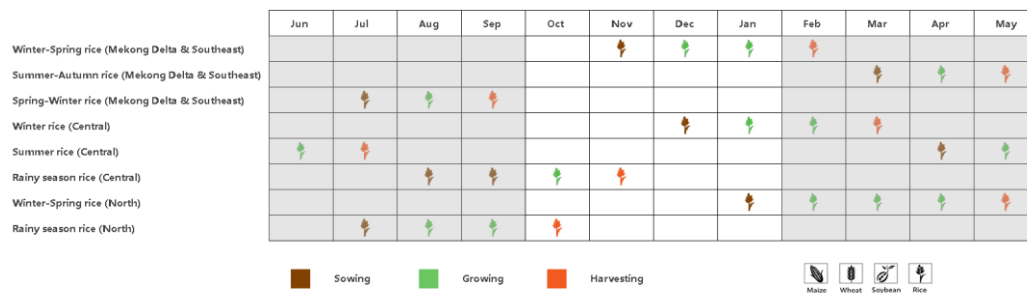 Jun Jul Aug Sep Oct Nov Dec Jan Feb Mar Apr May
Winter-Spring rice (Mekong Delta & Southeast)
Summer-Autumn rice (Mekong Delta & Southeast)
Spring-Winter rice (Mekong Delta & Southeast)
Winter rice (Central)
Summer rice (Central)
Rainy season rice (Central)
Winter-Spring rice (North)
Rainy season rice (North)
Sowing Growing Harvesting
Maize Wheat Soybean Rice